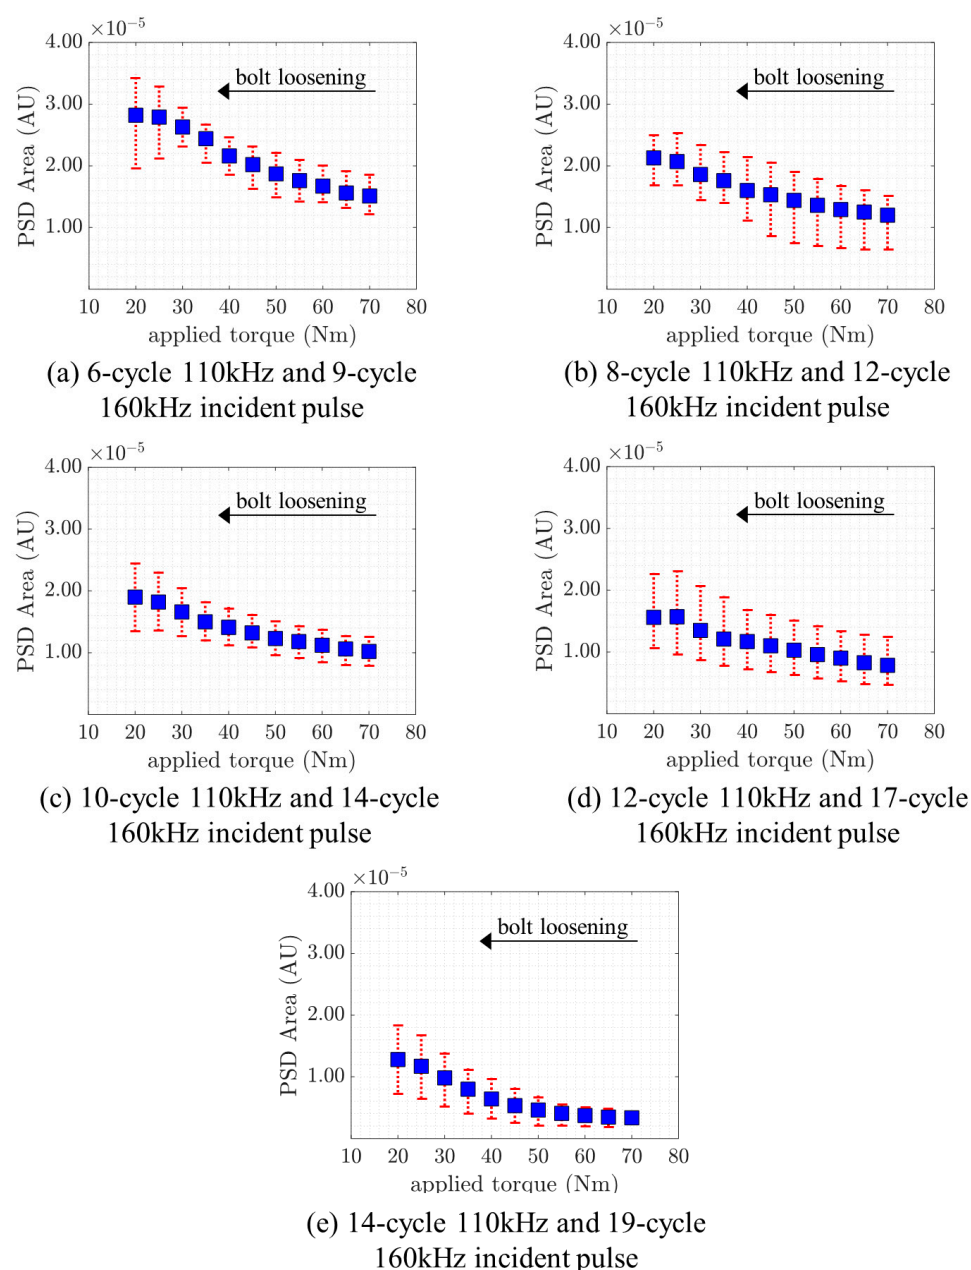 ×10⁻⁵
4.00
3.00
2.00
1.00
PSD Area (AU)
bolt loosening
10 20 30 40 50 60 70 80
applied torque (Nm)
(a) 6-cycle 110kHz and 9-cycle
160kHz incident pulse
×10⁻⁵
4.00
3.00
2.00
1.00
PSD Area (AU)
bolt loosening
10 20 30 40 50 60 70 80
applied torque (Nm)
(b) 8-cycle 110kHz and 12-cycle
160kHz incident pulse
×10⁻⁵
4.00
3.00
2.00
1.00
PSD Area (AU)
bolt loosening
10 20 30 40 50 60 70 80
applied torque (Nm)
(c) 10-cycle 110kHz and 14-cycle
160kHz incident pulse
×10⁻⁵
4.00
3.00
2.00
1.00
PSD Area (AU)
bolt loosening
10 20 30 40 50 60 70 80
applied torque (Nm)
(d) 12-cycle 110kHz and 17-cycle
160kHz incident pulse
×10⁻⁵
4.00
3.00
2.00
1.00
PSD Area (AU)
bolt loosening
10 20 30 40 50 60 70 80
applied torque (Nm)
(e) 14-cycle 110kHz and 19-cycle
160kHz incident pulse